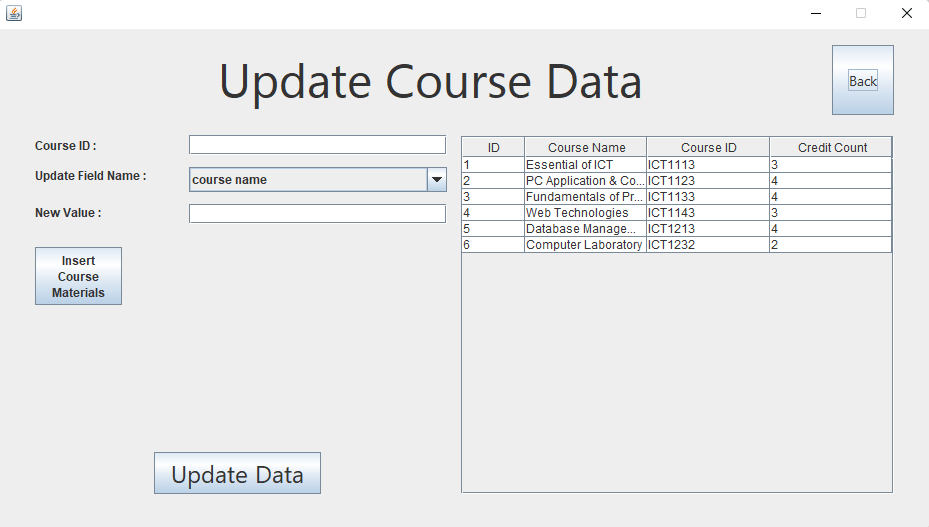 Update Course Data
Back
Course ID :
Update Field Name :
course name
New Value :
Insert
Course
Materials
Update Data
ID Course Name Course ID Credit Count
1 Essential of ICT ICT1113 3
2 PC Application & Co... ICT1123 4
3 Fundamentals of Pr... ICT1133 4
4 Web Technologies ICT1143 3
5 Database Manage... ICT1213 4
6 Computer Laboratory ICT1232 2